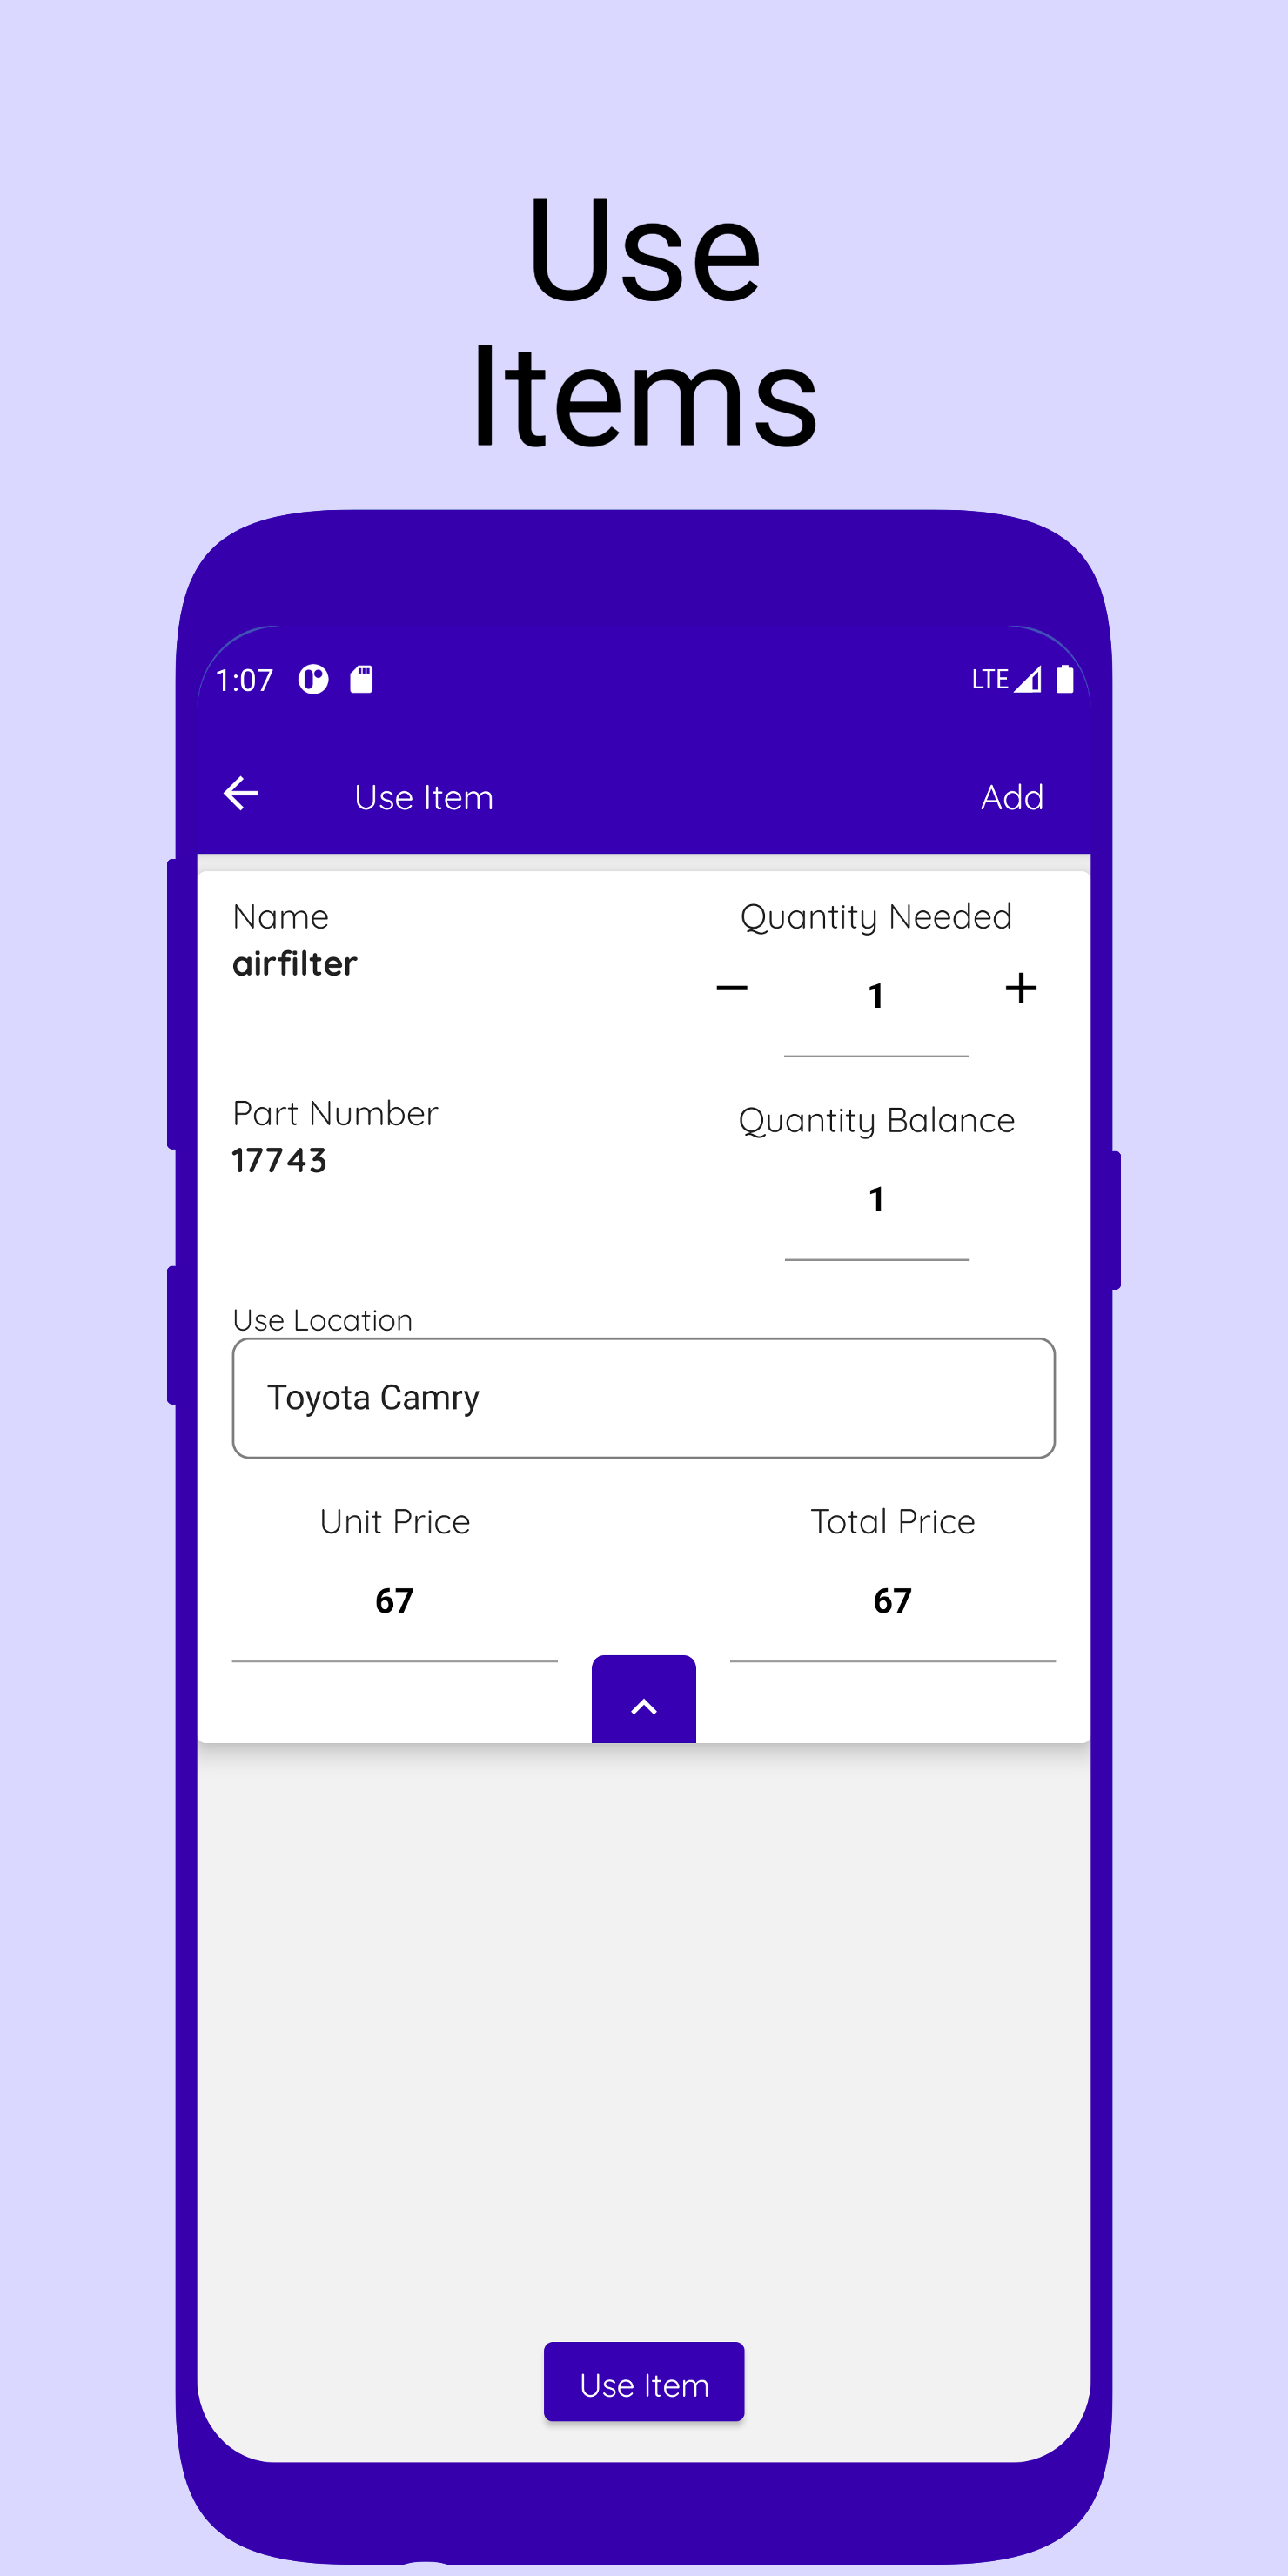 Use
Items
1:07 LTE
Use Item Add
Name Quantity Needed
airfilter
1
Part Number Quantity Balance
17743
1
Use Location
Toyota Camry
Unit Price Total Price
67 67
Use Item